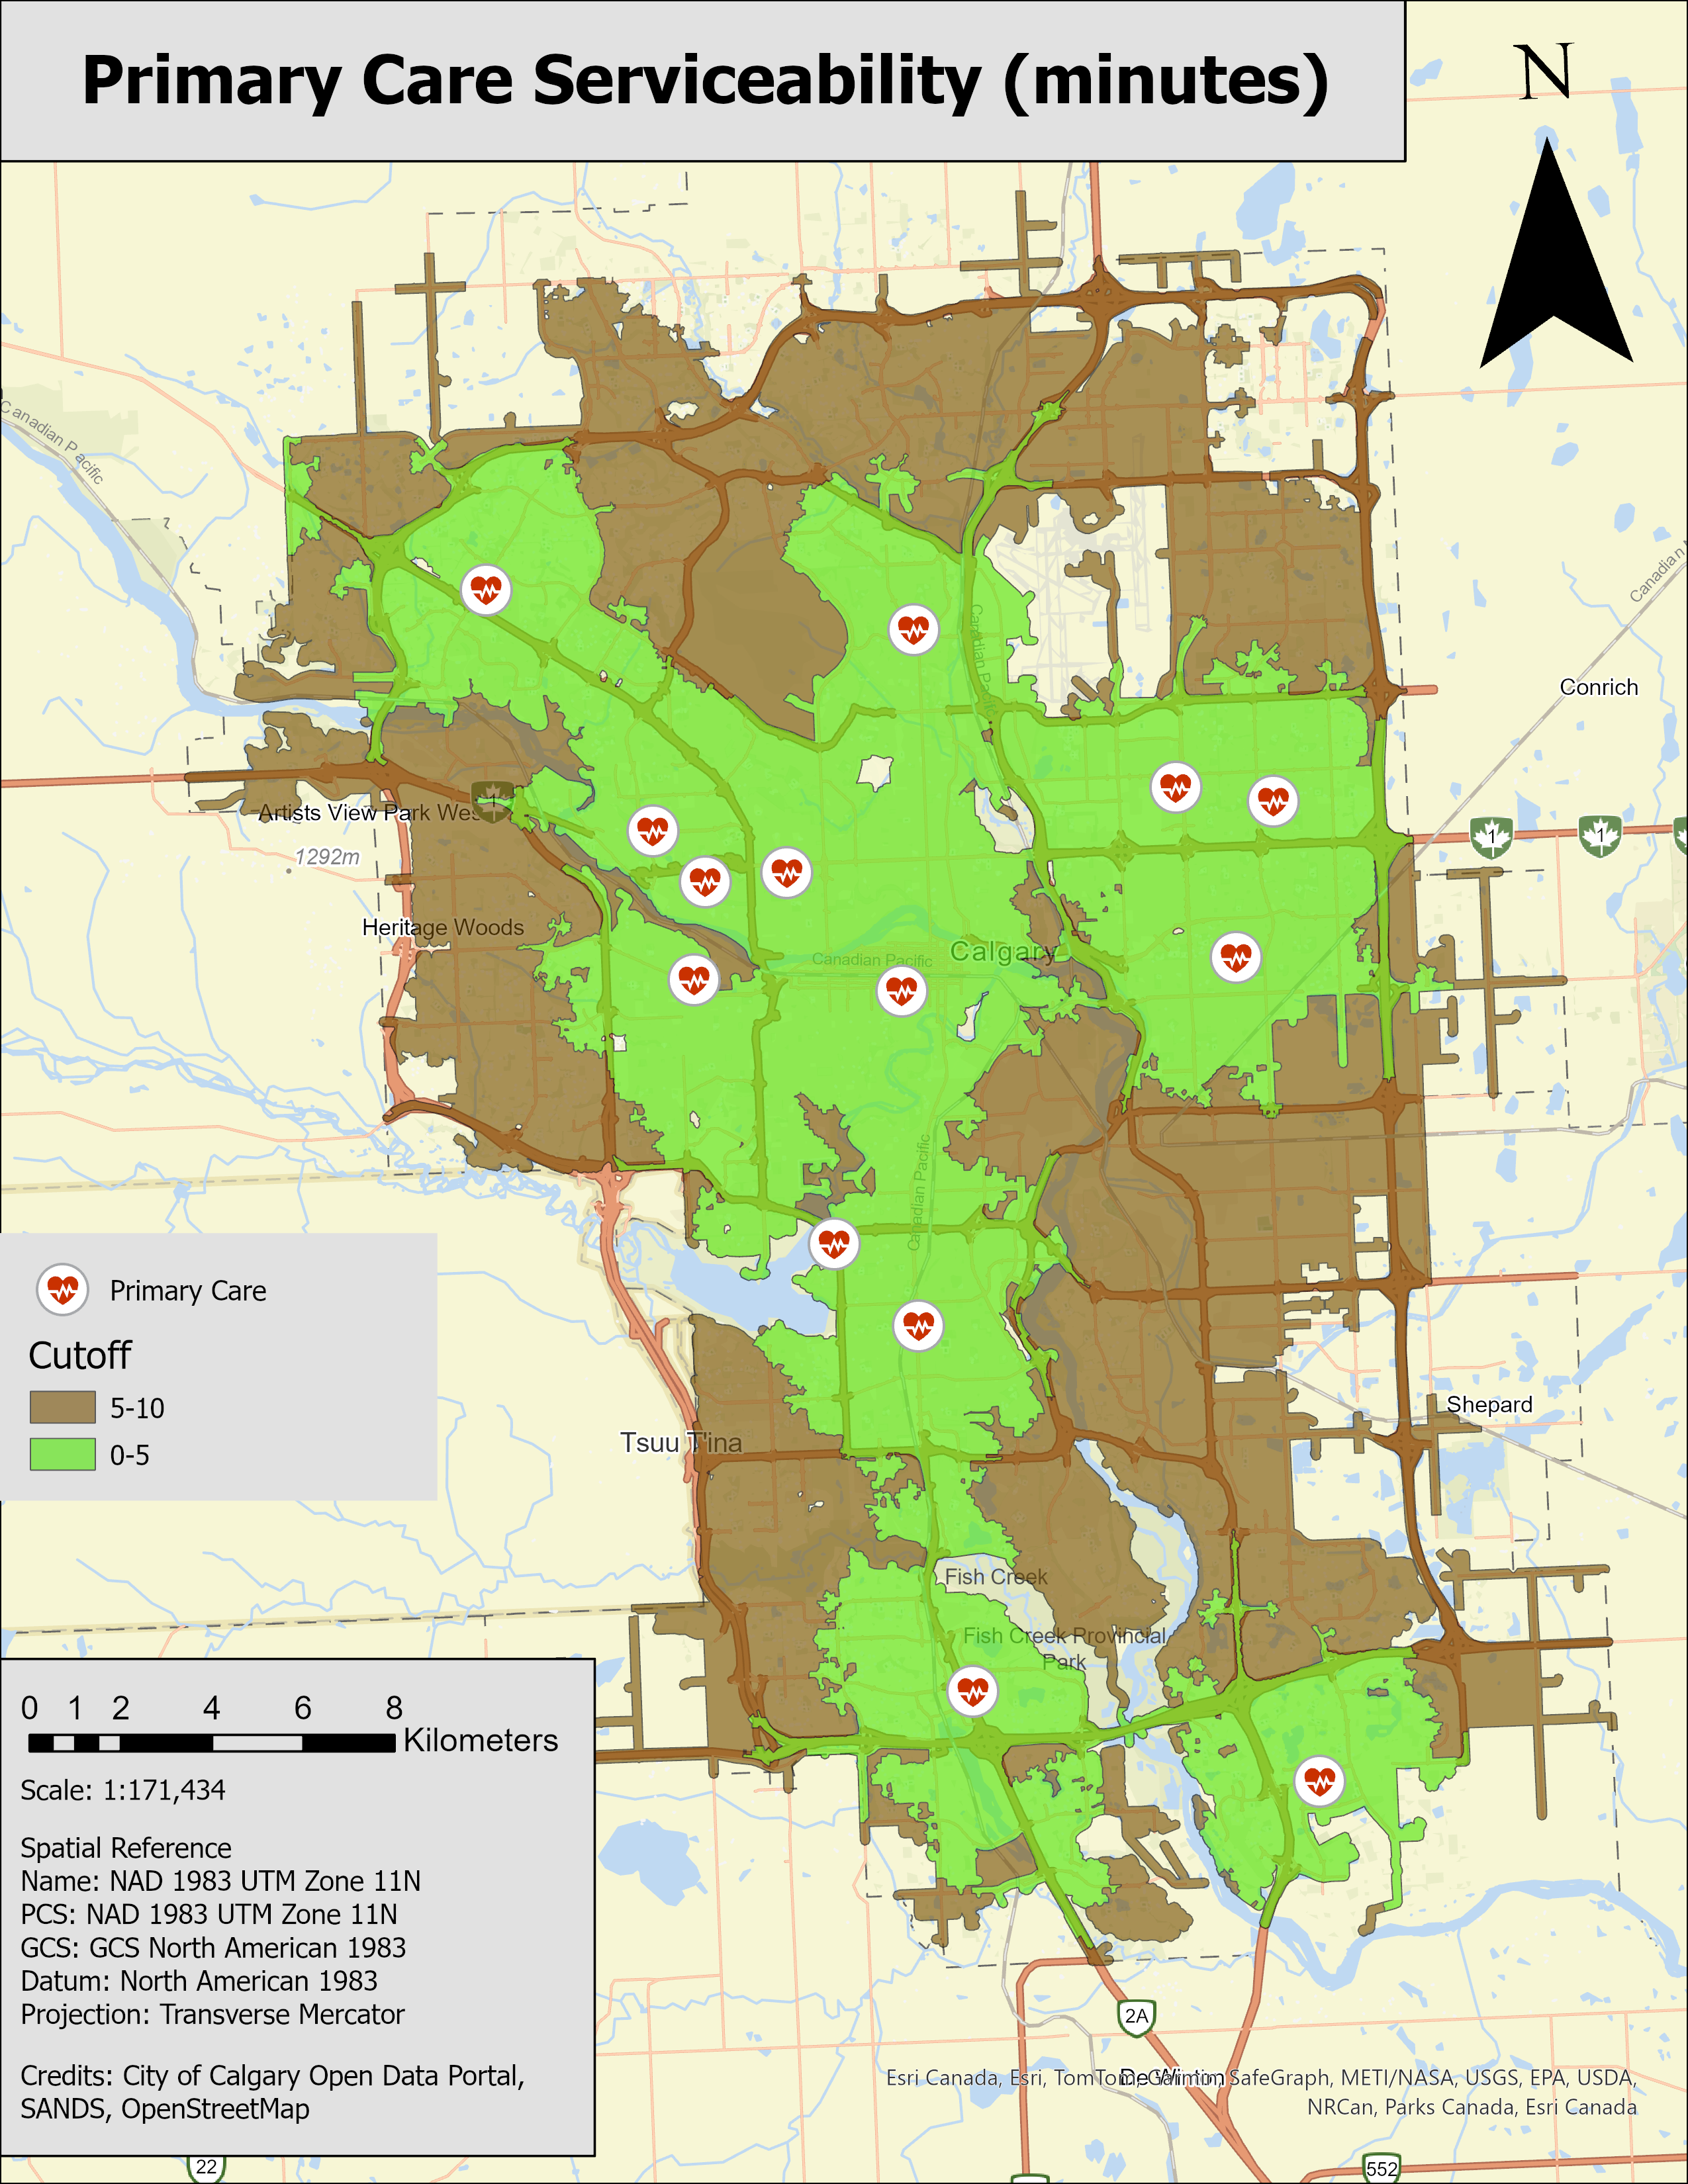 Primary Care Serviceability (minutes)
N
Canadian Pacific
Canadian
Canadian Pacific
Conrich
1
Artists View Park Wes
1292m
1
1
Heritage Woods
Calgary
Canadian Pacific
Canadian Pacific
Primary Care
Cutoff
5-10
0-5
Shepard
Tsuu T'ina
Fish Creek
Fish Creek Provincial
Park
0 1 2 4 6 8
Kilometers
Scale: 1:171,434
Spatial Reference
Name: NAD 1983 UTM Zone 11N
PCS: NAD 1983 UTM Zone 11N
GCS: GCS North American 1983
Datum: North American 1983
Projection: Transverse Mercator
Credits: City of Calgary Open Data Portal,
SANDS, OpenStreetMap
2A
De Winton
Esri Canada, Esri, TomTom, Garmin, SafeGraph, METI/NASA, USGS, EPA, USDA,
NRCan, Parks Canada, Esri Canada
22
552